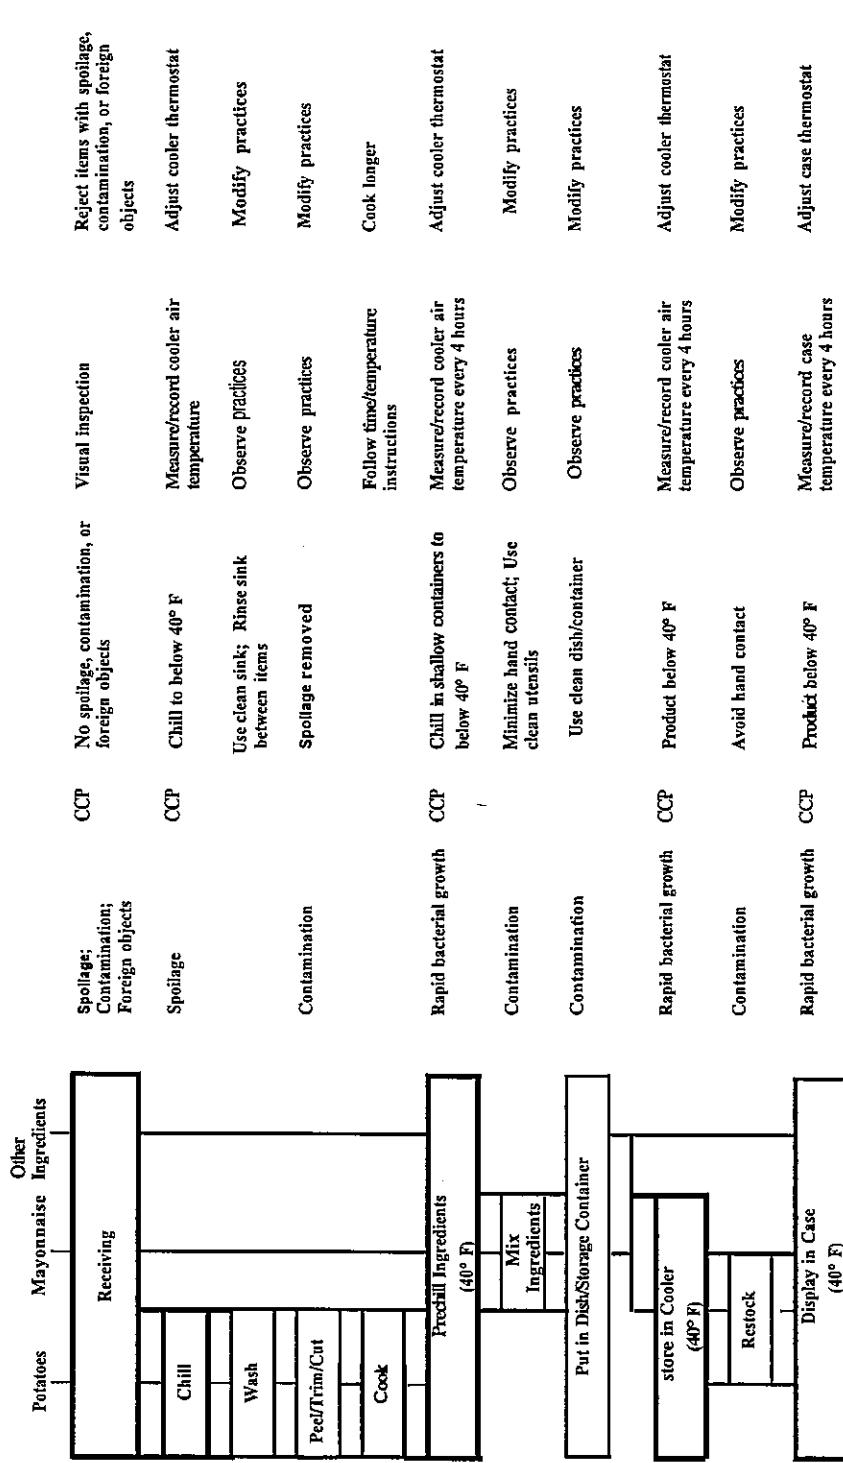 Potatoes
Mayonnaise
Other
Ingredients
Receiving
Spoilage;
Contamination;
Foreign objects
CCP
No spoilage, contamination, or
foreign objects
Visual inspection
Reject items with spoilage,
contamination, or foreign
objects
Chill
Spoilage
CCP
Chill to below 40° F
Measure/record cooler air
temperature
Adjust cooler thermostat
Wash
Use clean sink; Rinse sink
between items
Observe practices
Modify practices
Peel/Trim/Cut
Contamination
Spoilage removed
Observe practices
Modify practices
Cook
Follow time/temperature
instructions
Cook longer
Prechill Ingredients
(40° F)
Rapid bacterial growth
CCP
Chill in shallow containers to
below 40° F
Measure/record cooler air
temperature every 4 hours
Adjust cooler thermostat
Mix
Ingredients
Contamination
Minimize hand contact; Use
clean utensils
Observe practices
Modify practices
Put in Dish/Storage Container
Contamination
Use clean dish/container
Observe practices
Modify practices
store in Cooler
(40° F)
Rapid bacterial growth
CCP
Product below 40° F
Measure/record cooler air
temperature every 4 hours
Adjust cooler thermostat
Restock
Contamination
Avoid hand contact
Observe practices
Modify practices
Display in Case
(40° F)
Rapid bacterial growth
CCP
Product below 40° F
Measure/record case
temperature every 4 hours
Adjust case thermostat